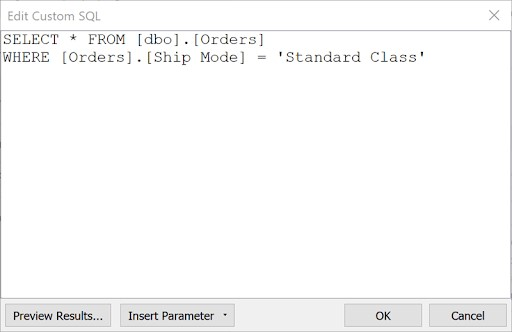 Edit Custom SQL
SELECT * FROM [dbo].[Orders]
WHERE [Orders].[Ship Mode] = 'Standard Class'
Preview Results... Insert Parameter OK Cancel